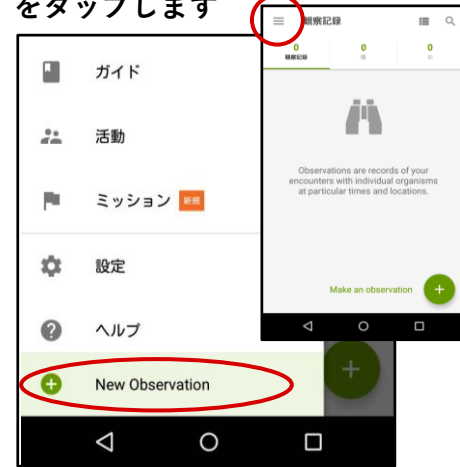 をタップします
ガイド
活動
ミッション 新規
設定
ヘルプ
New Observation
観察記録
0 0 0
観察記録 種 ID
Observations are records of your
encounters with individual organisms
at particular times and locations.
Make an observation